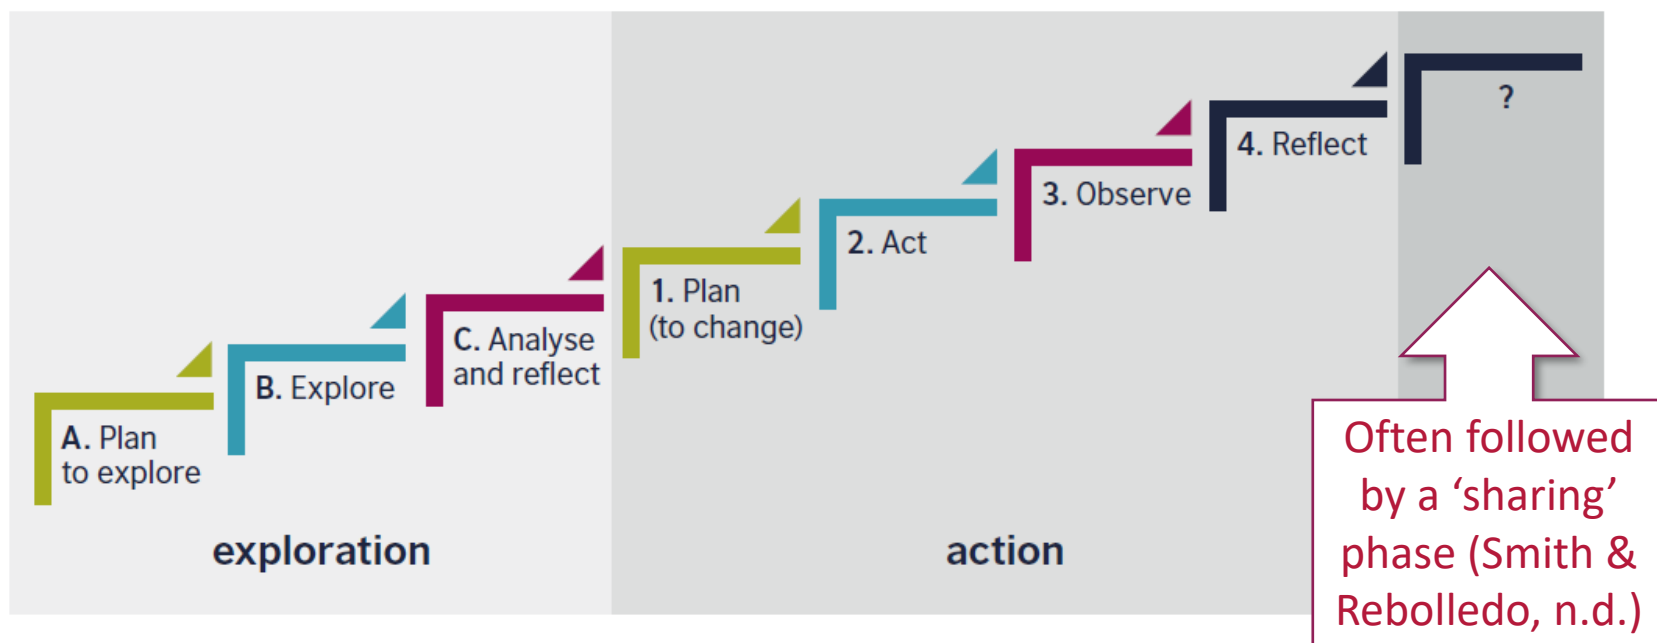 A. Plan
to explore
B. Explore
C. Analyse
and reflect
exploration
1. Plan
(to change)
2. Act
3. Observe
4. Reflect
action
?
Often followed
by a ‘sharing’
phase (Smith &
Rebolledo, n.d.)